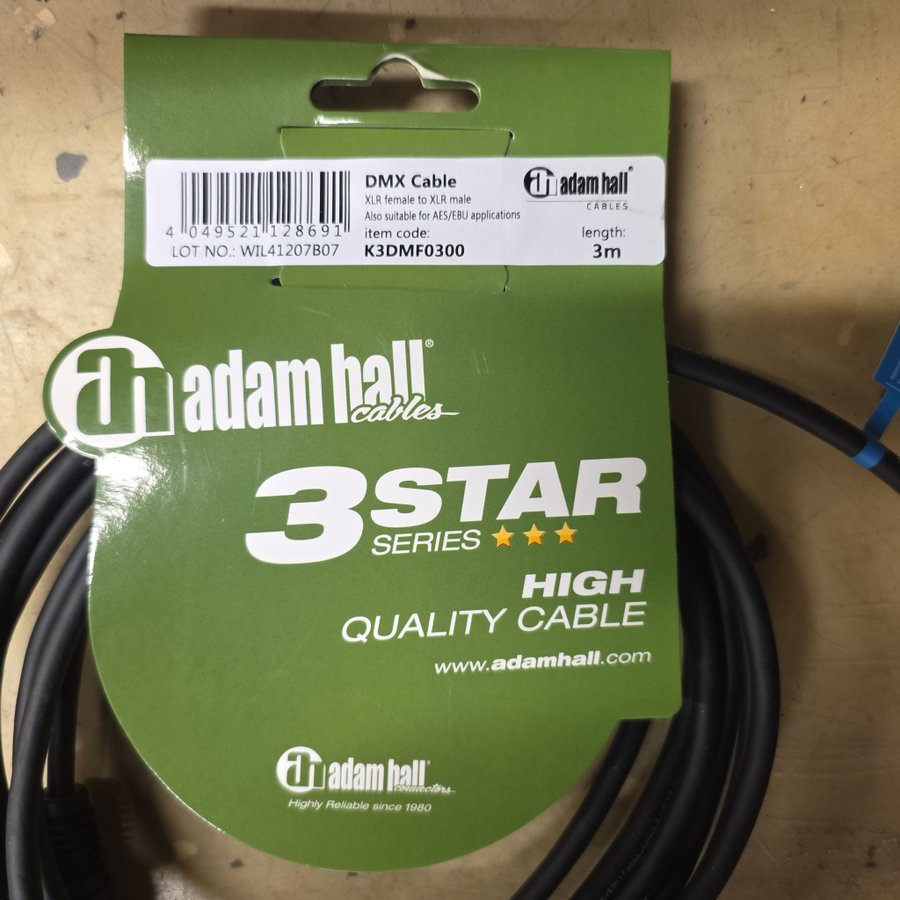 DMX Cable
XLR female to XLR male
Also suitable for AES/EBU applications
item code:
K3DMF0300
length:
3m
adam hall®
CABLES
4 049521 128691
LOT NO.: WIL41207B07
adam hall®
cables
3STAR
SERIES
HIGH
QUALITY CABLE
www.adamhall.com
adam hall®
connectors
Highly Reliable since 1980